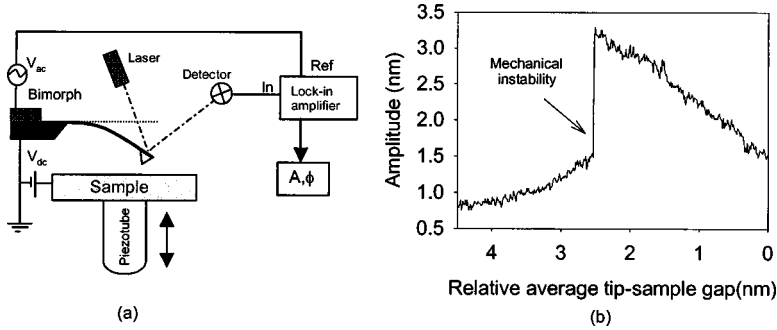 Laser
Detector
Ref
V_ac
In
Lock-in
amplifier
Bimorph
V_dc
Sample
A,ϕ
Piezotube
(a)
3.5
3.0
2.5
2.0
1.5
1.0
0.5
Amplitude (nm)
Mechanical
instability
4 3 2 1 0
Relative average tip-sample gap(nm)
(b)